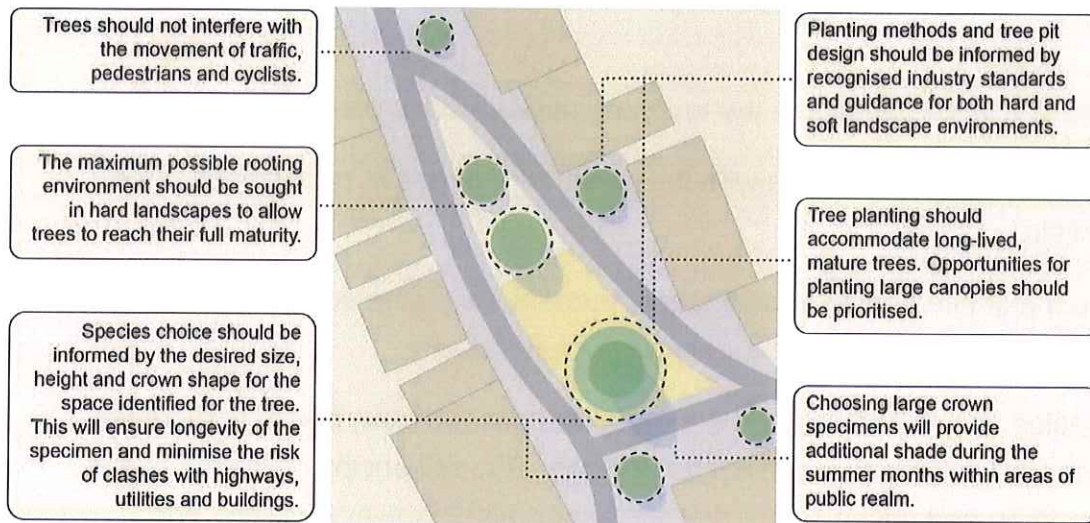 Trees should not interfere with
the movement of traffic,
pedestrians and cyclists.
The maximum possible rooting
environment should be sought
in hard landscapes to allow
trees to reach their full maturity.
Species choice should be
informed by the desired size,
height and crown shape for the
space identified for the tree.
This will ensure longevity of the
specimen and minimise the risk
of clashes with highways,
utilities and buildings.
Planting methods and tree pit
design should be informed by
recognised industry standards
and guidance for both hard and
soft landscape environments.
Tree planting should
accommodate long-lived,
mature trees. Opportunities for
planting large canopies should
be prioritised.
Choosing large crown
specimens will provide
additional shade during the
summer months within areas of
public realm.